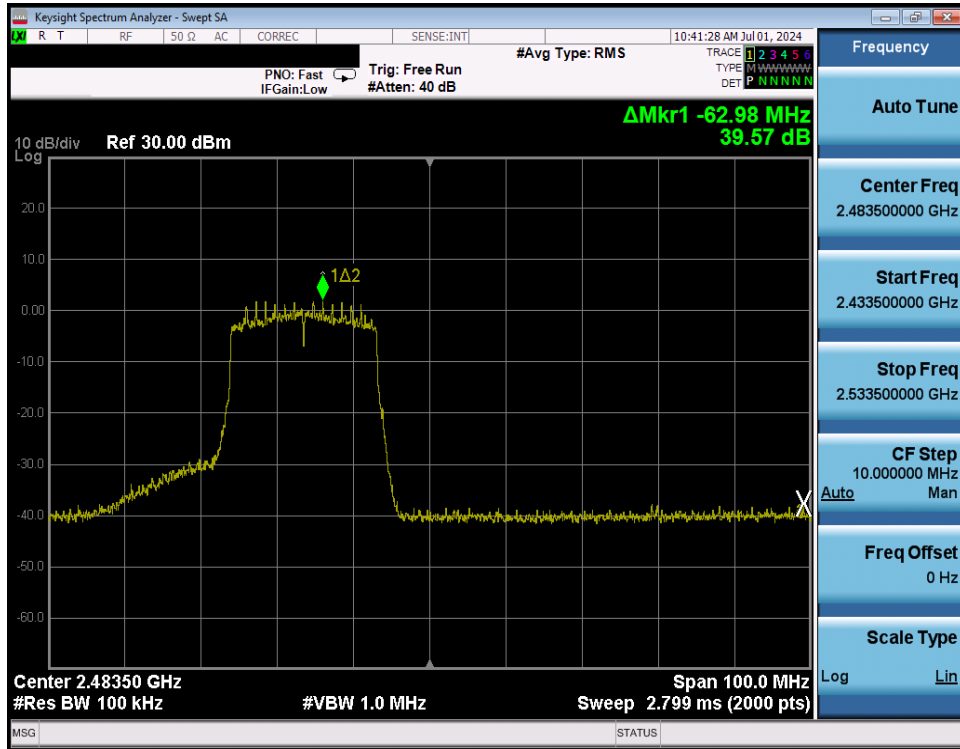 Keysight Spectrum Analyzer - Swept SA
LXI R T RF 50 Ω AC CORREC SENSE:INT 10:41:28 AM Jul 01, 2024
#Avg Type: RMS
TRACE 1 2 3 4 5 6
PNO: Fast Trig: Free Run
TYPE M W W W W W
IFGain:Low #Atten: 40 dB
DET P N N N N N
ΔMkr1 -62.98 MHz
39.57 dB
10 dB/div Ref 30.00 dBm
Log
20.0
10.0
0.00
-10.0
-20.0
-30.0
-40.0
-50.0
-60.0
1Δ2
X
Center 2.48350 GHz Span 100.0 MHz
#Res BW 100 kHz #VBW 1.0 MHz Sweep 2.799 ms (2000 pts)
MSG STATUS
Frequency
Auto Tune
Center Freq
2.483500000 GHz
Start Freq
2.433500000 GHz
Stop Freq
2.533500000 GHz
CF Step
10.000000 MHz
Auto Man
Freq Offset
0 Hz
Scale Type
Log Lin